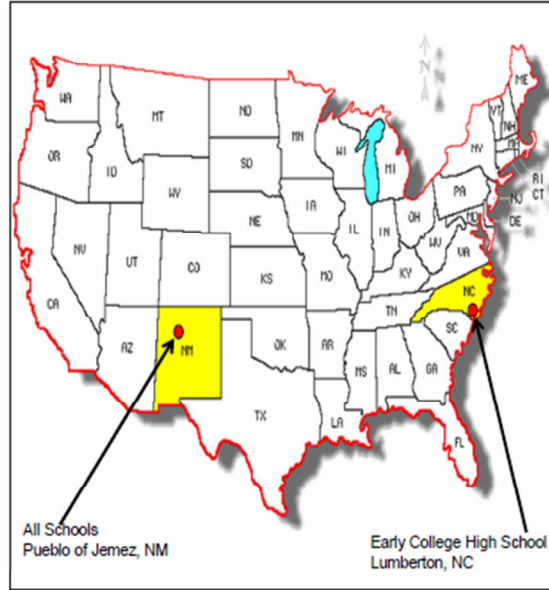 ME
WA
MT
ND
MN
VT
NH
MA
OR
ID
SD
WI
MI
NY
RI
CT
WY
IA
PA
NJ
NE
OH
MD
DE
NV
UT
CO
IL
IN
WV
VA
CA
KS
MO
KY
NC
TN
AZ
NM
OK
AR
SC
MS
AL
GA
TX
LA
FL
N
N
All Schools
Pueblo of Jemez, NM
Early College High School
Lumberton, NC